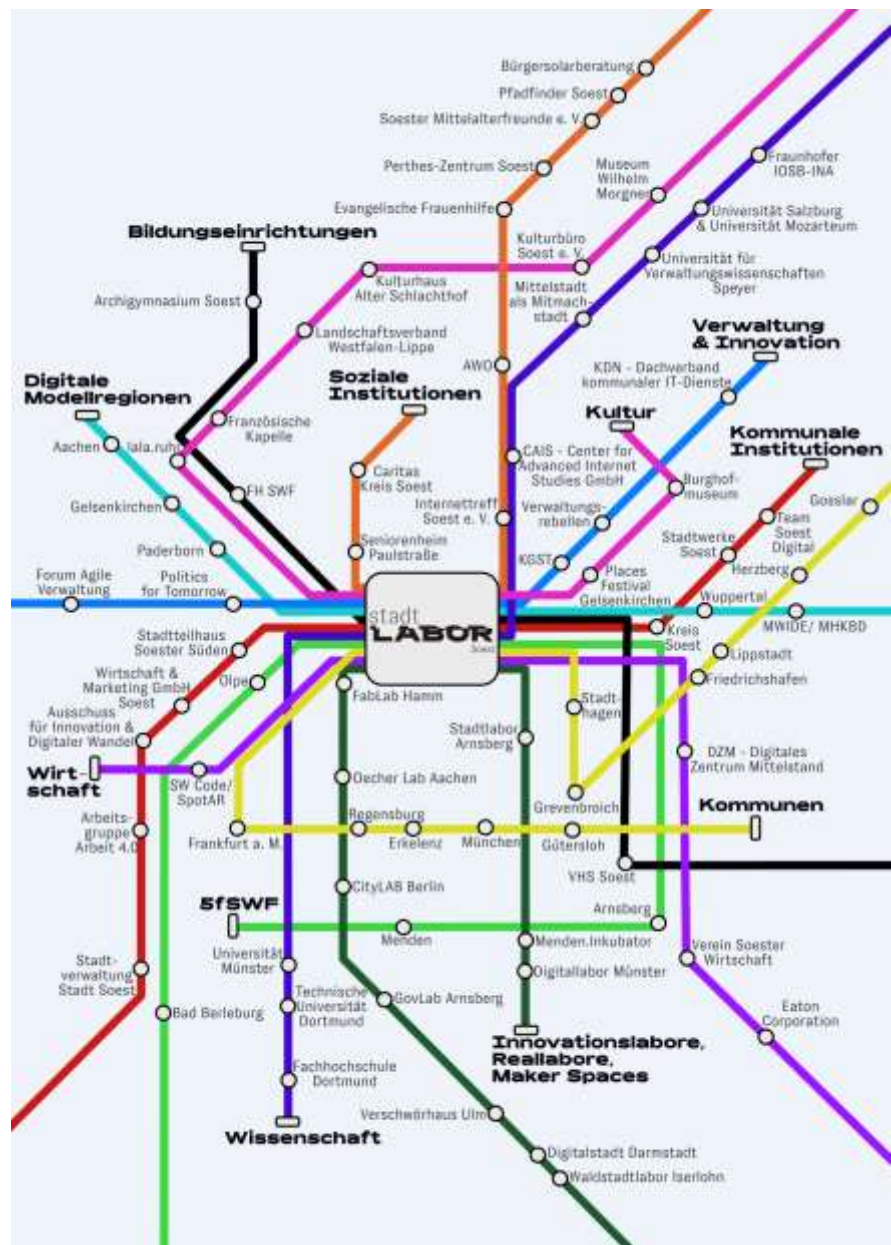 Bürgersolarberatung
Pfadfinder Soest
Soester Mittelalterfreunde e. V.
Perthes-Zentrum Soest
Evangelische Frauenhilfe
Museum
Wilhelm
Morgner
Fraunhofer
IOSB-INA
Universität Salzburg
& Universität Mozarteum
Bildungseinrichtungen
Kulturbüro
Soest e. V.
Universität für
Verwaltungswissenschaften
Speyer
Archigymnasium Soest
Kulturhaus
Alter Schlachthof
Mittelstadt
als Mitmach-
stadt
Landschaftsverband
Westfalen-Lippe
Verwaltung
& Innovation
AWO
KDN - Dachverband
kommunaler IT-Dienste
Digitale
Modellregionen
Soziale
Institutionen
Kultur
Kommunale
Institutionen
Französische
Kapelle
Aachen
lala.ruhr
Caritas
Kreis Soest
CAIS - Center for
Advanced Internet
Studies GmbH
Burghof-
museum
FH SWF
Gelsenkirchen
Internettreff
Soest e. V.
Verwaltungs-
rebellen
Stadtwerke
Soest
Team
Soest
Digital
Gosslar
Paderborn
Seniorenheim
Paulstraße
KGST
Herzberg
Forum Agile
Verwaltung
Politics
for Tomorrow
Places
Festival
Gelsenkirchen
Wuppertal
MWIDE/ MHKBD
stadt
LABOR
Soest
Kreis
Soest
Stadtteilhaus
Soester Süden
Lippstadt
Wirtschaft &
Marketing GmbH
Soest
Olpe
FabLab Hamm
Friedrichshafen
Ausschuss
für Innovation &
Digitaler Wandel
Stadtlabor
Arnsberg
Stadt-
hagen
DZM - Digitales
Zentrum Mittelstand
Wirt-
schaft
SW Code/
SpotAR
Oecher Lab Aachen
Grevenbroich
Kommunen
Arbeits-
gruppe
Arbeit 4.0
Frankfurt a. M.
Regensburg
Erkelenz
München
Gütersloh
VHS Soest
CityLAB Berlin
5fSWF
Menden
Arnsberg
Universität
Münster
Menden.Inkubator
Verein Soester
Wirtschaft
Stadt-
verwaltung
Stadt Soest
Digitallabor Münster
Technische
Universität
Dortmund
GovLab Arnsberg
Bad Berleburg
Eaton
Corporation
Innovationslabore,
Reallabore,
Maker Spaces
Fachhochschule
Dortmund
Verschwörhaus Ulm
Wissenschaft
Digitalstadt Darmstadt
Waldstadtlabor Iserlohn